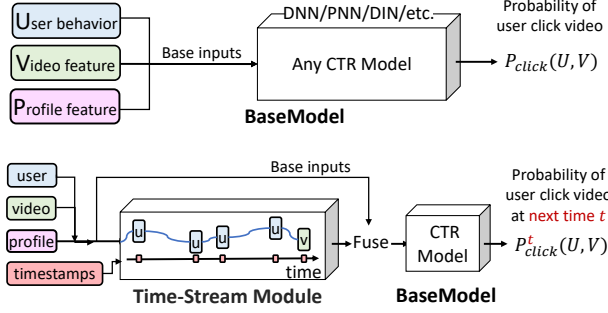 User behavior
Video feature
Profile feature
Base inputs
DNN/PNN/DIN/etc.
Any CTR Model
BaseModel
Probability of
user click video
P_click(U, V)
user
video
profile
timestamps
Base inputs
u
u
u
u
v
time
Time-Stream Module
Fuse
CTR
Model
BaseModel
Probability of
user click video
at next time t
P^t_click(U, V)